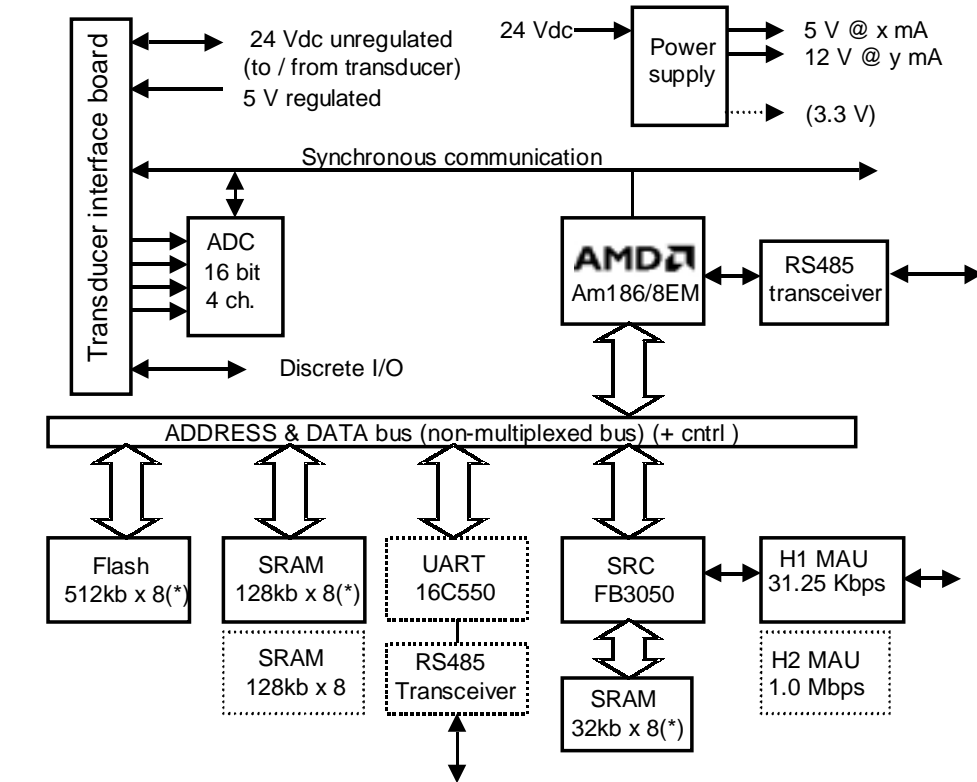 Transducer interface board
24 Vdc unregulated
(to / from transducer)
5 V regulated
24 Vdc
Power
supply
5 V @ x mA
12 V @ y mA
(3.3 V)
Synchronous communication
ADC
16 bit
4 ch.
AMD
Am186/8EM
RS485
transceiver
Discrete I/O
ADDRESS & DATA bus (non-multiplexed bus) (+ cntrl )
Flash
512kb x 8(*)
SRAM
128kb x 8(*)
UART
16C550
SRC
FB3050
H1 MAU
31.25 Kbps
SRAM
128kb x 8
RS485
Transceiver
SRAM
32kb x 8(*)
H2 MAU
1.0 Mbps